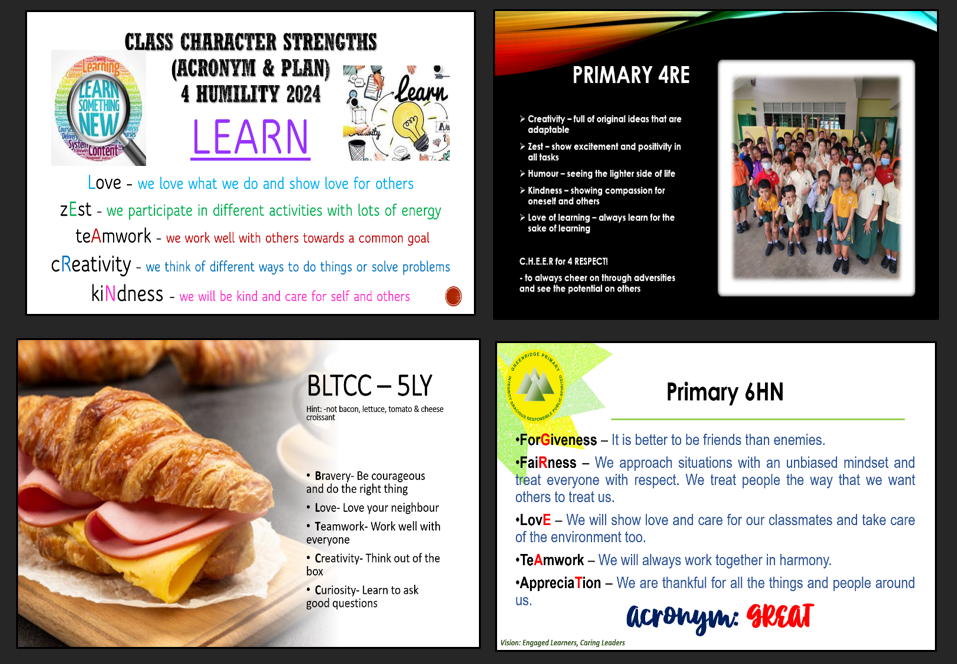 CLASS CHARACTER STRENGTHS
(ACRONYM & PLAN)
4 HUMILITY 2024
Learning
LEARN
SOMETHING
NEW
Content
Learn
LEARN
Love - we love what we do and show love for others
zEst - we participate in different activities with lots of energy
teAmwork - we work well with others towards a common goal
cReativity - we think of different ways to do things or solve problems
kiNdness - we will be kind and care for self and others
PRIMARY 4RE
➢ Creativity – full of original ideas that are
adaptable
➢ Zest – show excitement and positivity in
all tasks
➢ Humour – seeing the lighter side of life
➢ Kindness – showing compassion for
oneself and others
➢ Love of learning – always learn for the
sake of learning
C.H.E.E.R for 4 RESPECT!
- to always cheer on through adversities
and see the potential on others
BLTCC – 5LY
Hint: -not bacon, lettuce, tomato & cheese
croissant
• Bravery- Be courageous
and do the right thing
• Love- Love your neighbour
• Teamwork- Work well with
everyone
• Creativity- Think out of the
box
• Curiosity- Learn to ask
good questions
GREENRIDGE PRIMARY
Primary 6HN
•ForGiveness – It is better to be friends than enemies.
•FaiRness – We approach situations with an unbiased mindset and
treat everyone with respect. We treat people the way that we want
others to treat us.
•LovE – We will show love and care for our classmates and take care
of the environment too.
•TeAmwork – We will always work together in harmony.
•AppreciaTion – We are thankful for all the things and people around
us.
acronym: GREAT
Vision: Engaged Learners, Caring Leaders